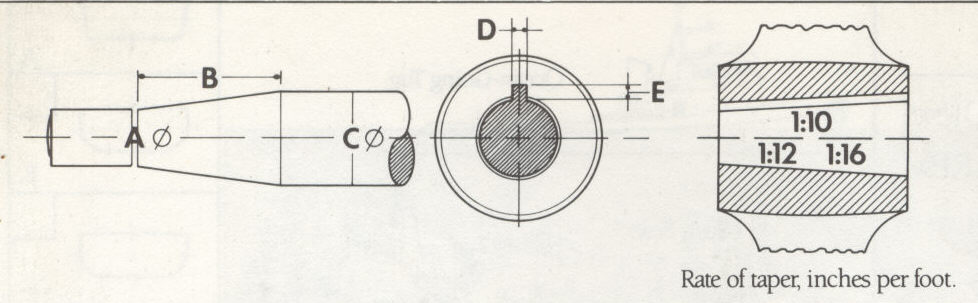 D
B
E
A Ø
C Ø
1:10
1:12 1:16
Rate of taper, inches per foot.